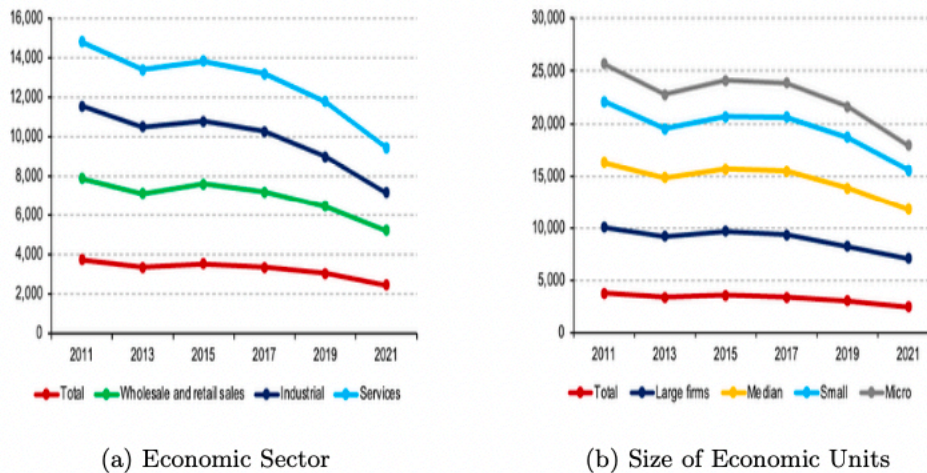 16,000
14,000
12,000
10,000
8,000
6,000
4,000
2,000
0
2011 2013 2015 2017 2019 2021
Total Wholesale and retail sales Industrial Services
(a) Economic Sector
30,000
25,000
20,000
15,000
10,000
5,000
0
2011 2013 2015 2017 2019 2021
Total Large firms Median Small Micro
(b) Size of Economic Units